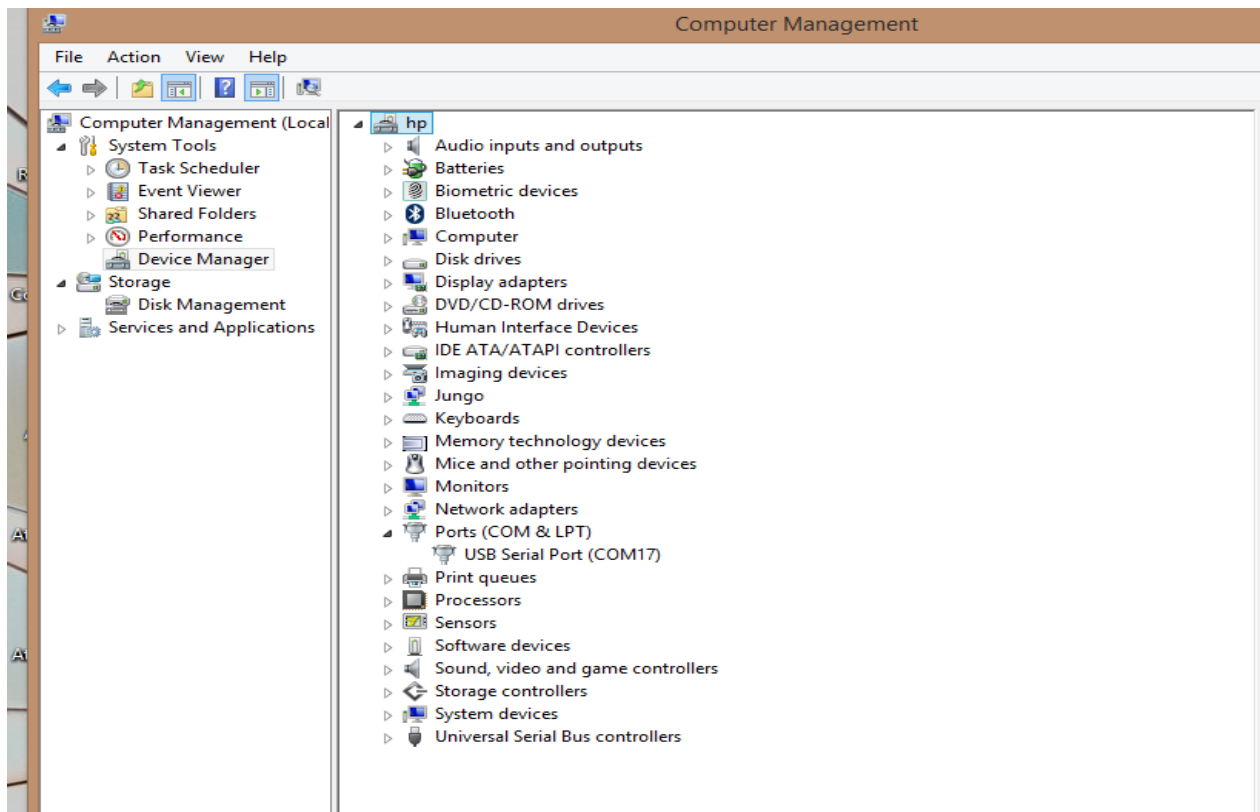 Computer Management
File Action View Help
Computer Management (Local
System Tools
Task Scheduler
Event Viewer
Shared Folders
Performance
Device Manager
Storage
Disk Management
Services and Applications
hp
Audio inputs and outputs
Batteries
Biometric devices
Bluetooth
Computer
Disk drives
Display adapters
DVD/CD-ROM drives
Human Interface Devices
IDE ATA/ATAPI controllers
Imaging devices
Jungo
Keyboards
Memory technology devices
Mice and other pointing devices
Monitors
Network adapters
Ports (COM & LPT)
USB Serial Port (COM17)
Print queues
Processors
Sensors
Software devices
Sound, video and game controllers
Storage controllers
System devices
Universal Serial Bus controllers